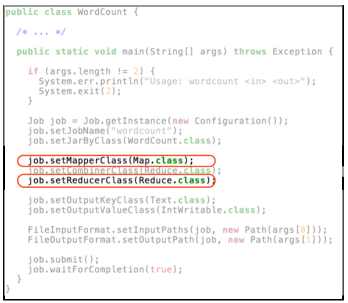 public class WordCount {
/* ... */
public static void main(String[] args) throws Exception {
if (args.length != 2) {
System.err.println("Usage: wordcount <in> <out>");
System.exit(2);
}
Job job = Job.getInstance(new Configuration());
job.setJobName("wordcount");
job.setJarByClass(WordCount.class);
job.setMapperClass(Map.class);
job.setCombinerClass(Reduce.class);
job.setReducerClass(Reduce.class);
job.setOutputKeyClass(Text.class);
job.setOutputValueClass(IntWritable.class);
FileInputFormat.setInputPaths(job, new Path(args[0]));
FileOutputFormat.setOutputPath(job, new Path(args[1]));
job.submit();
job.waitForCompletion(true);
}
}